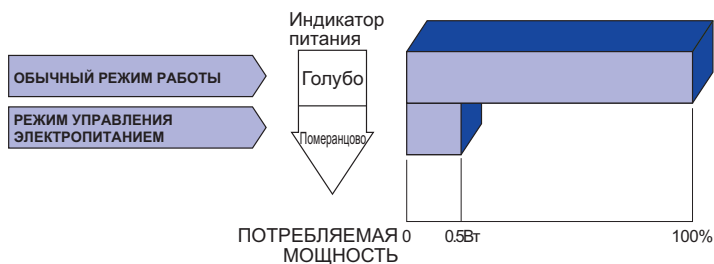 Индикатор
питания
ОБЫЧНЫЙ РЕЖИМ РАБОТЫ
Голубо
РЕЖИМ УПРАВЛЕНИЯ
ЭЛЕКТРОПИТАНИЕМ
Померанцово
ПОТРЕБЛЯЕМАЯ 0 0.5Вт 100%
МОЩНОСТЬ